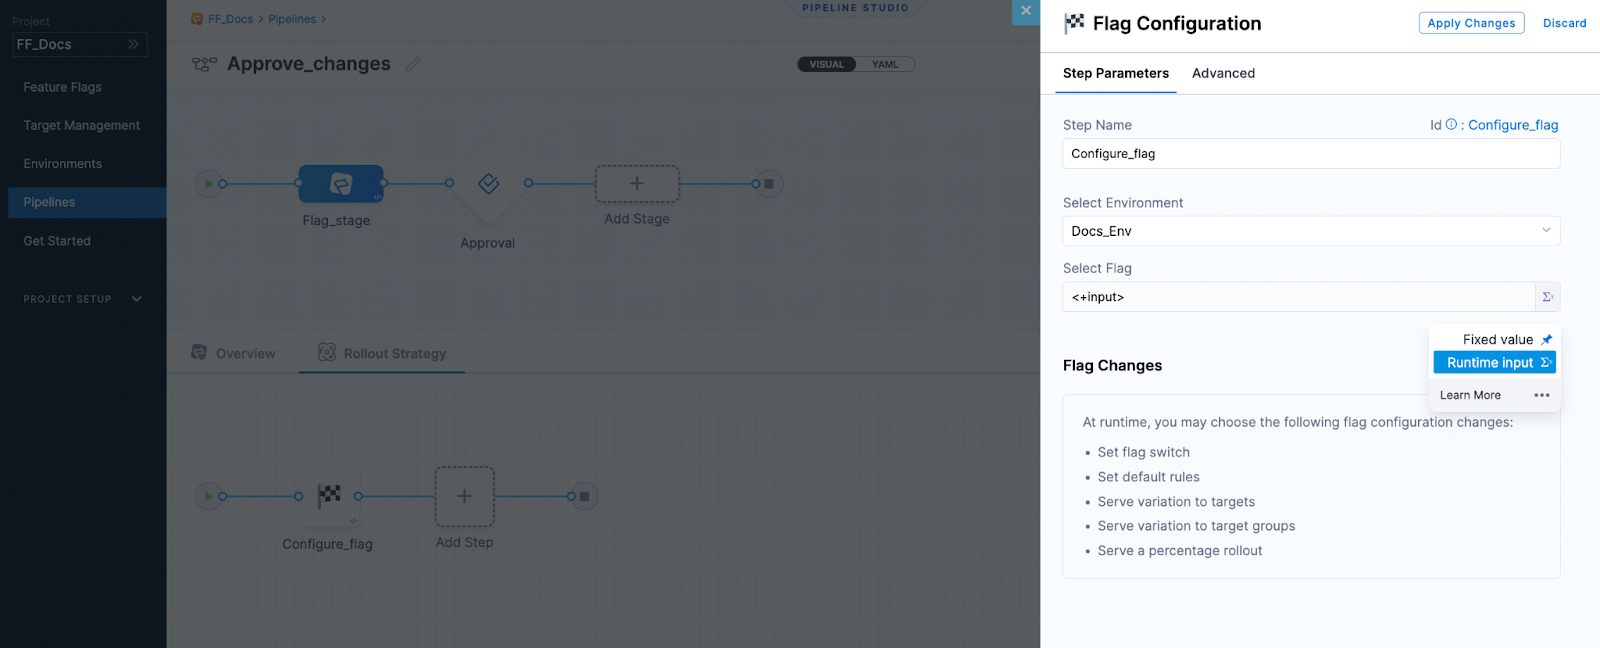 Project
FF_Docs
Feature Flags
Target Management
Environments
Pipelines
Get Started
PROJECT SETUP
FF_Docs > Pipelines >
PIPELINE STUDIO
Approve_changes
VISUAL YAML
Flag_stage
Approval
Add Stage
Overview
Rollout Strategy
Configure_flag
Add Step
Flag Configuration
Apply Changes
Discard
Step Parameters Advanced
Step Name
Id : Configure_flag
Configure_flag
Select Environment
Docs_Env
Select Flag
<+input>
Fixed value
Runtime input
Learn More
Flag Changes
At runtime, you may choose the following flag configuration changes:
• Set flag switch
• Set default rules
• Serve variation to targets
• Serve variation to target groups
• Serve a percentage rollout